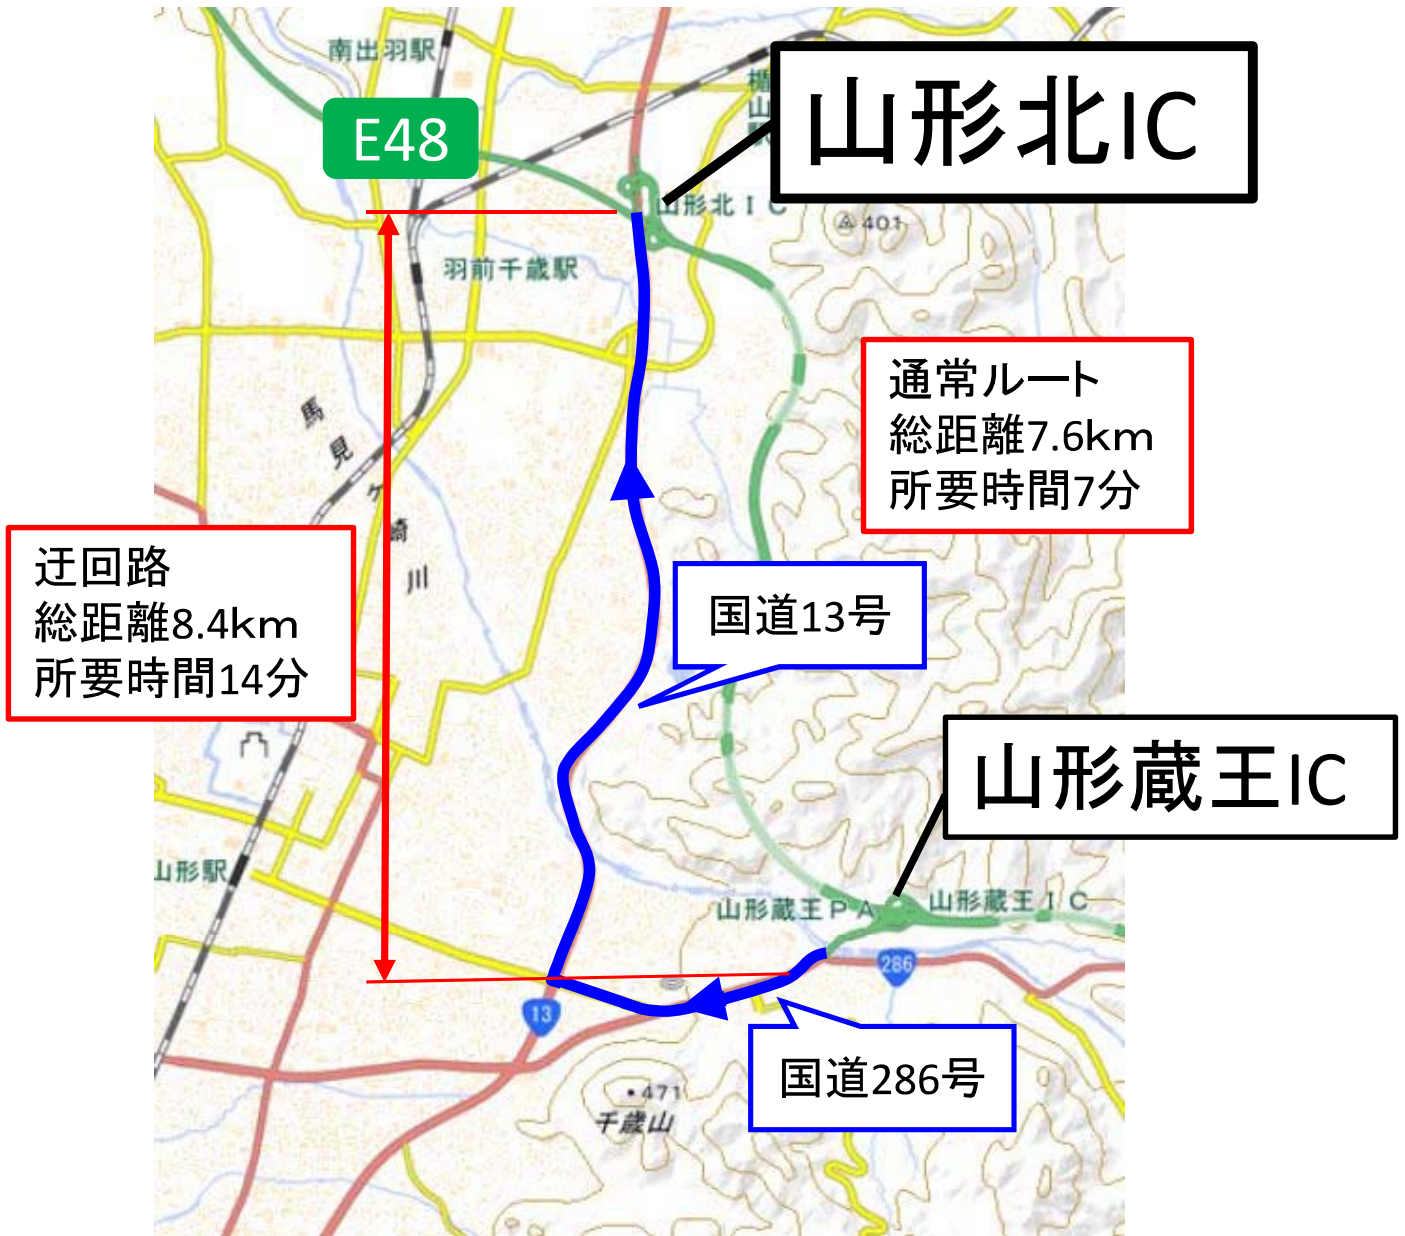 南出羽駅
E48
山形北IC
山形北IC
401
羽前千歳駅
通常ルート
総距離7.6km
所要時間7分
馬見ヶ崎川
迂回路
総距離8.4km
所要時間14分
国道13号
山形蔵王IC
山形駅
山形蔵王PA
山形蔵王IC
286
13
国道286号
471
千歳山